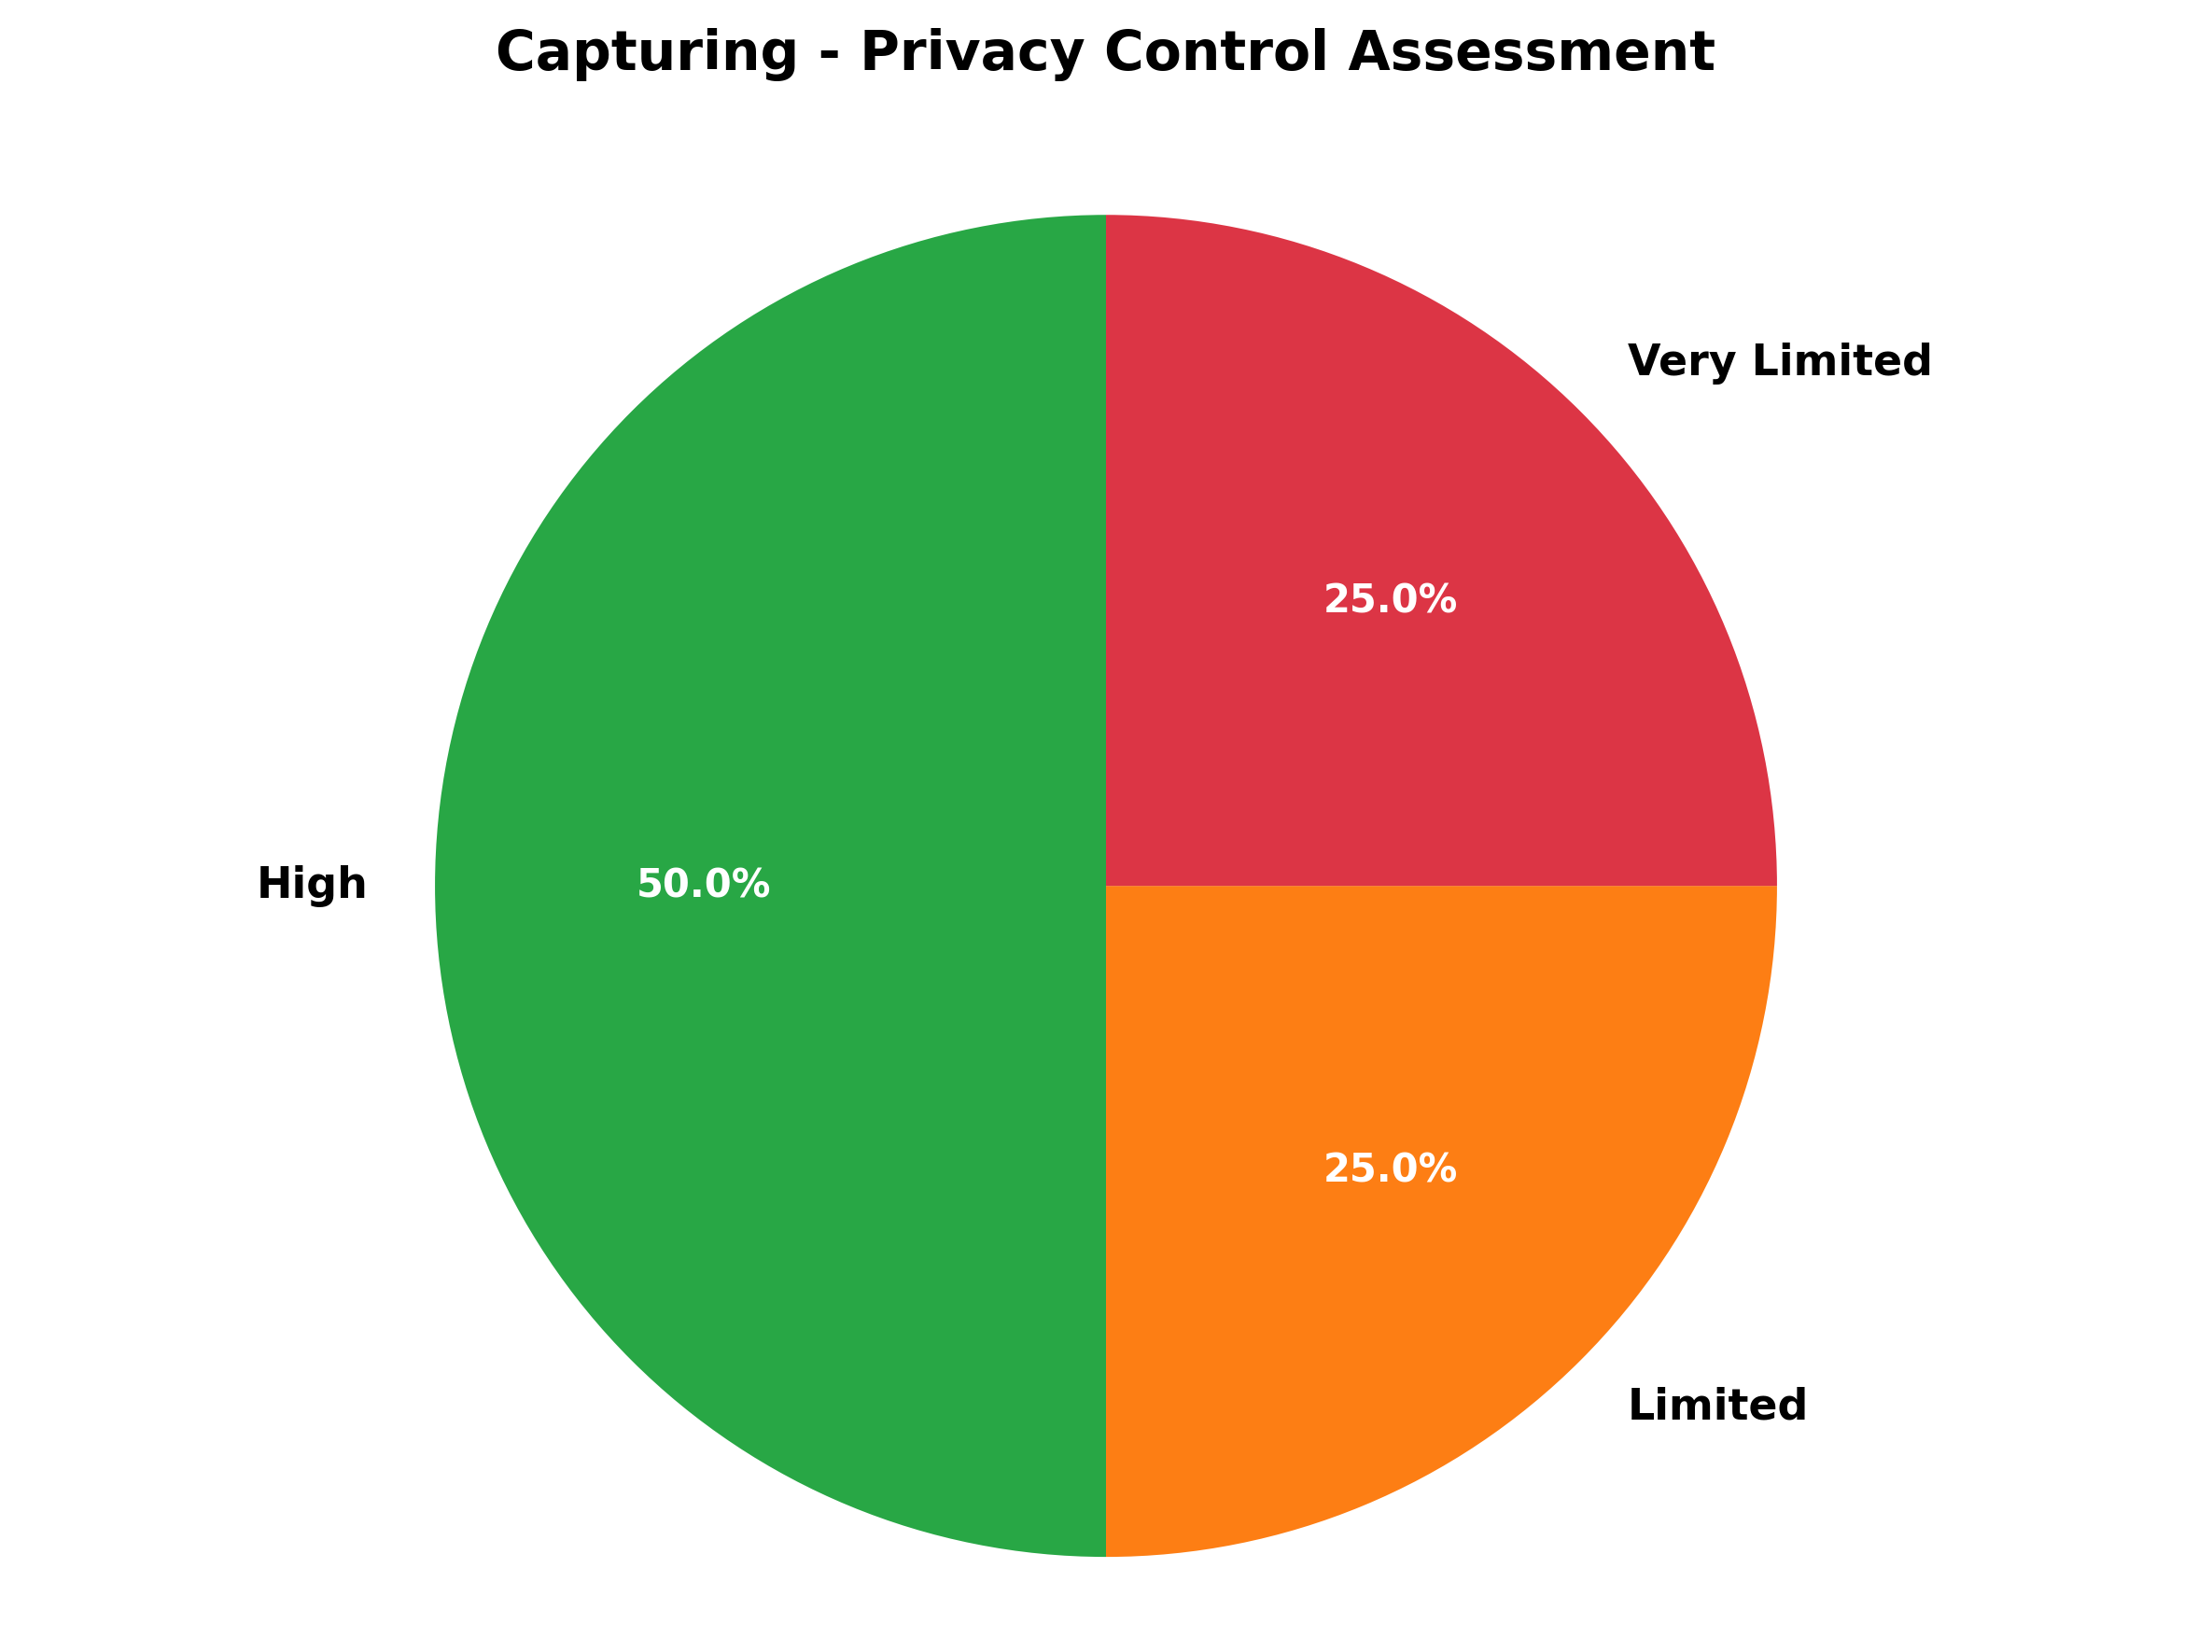 Capturing - Privacy Control Assessment
Very Limited
25.0%
High
50.0%
25.0%
Limited